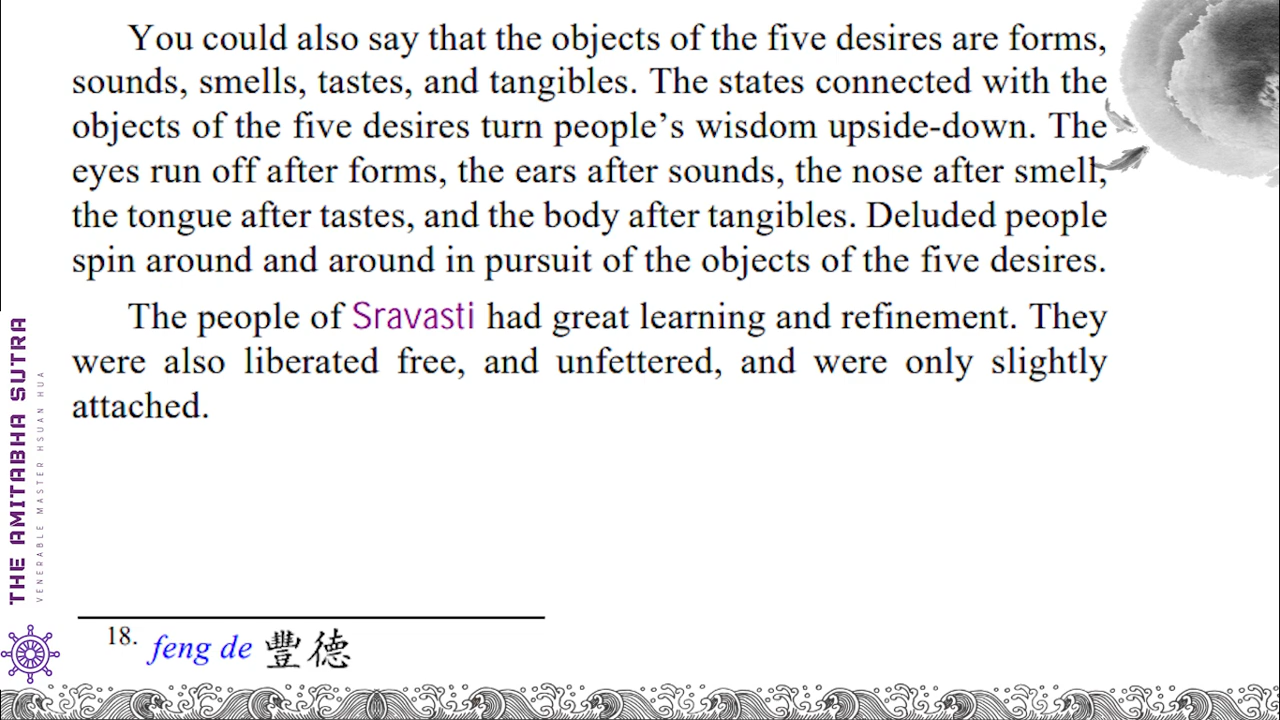 You could also say that the objects of the five desires are forms,
sounds, smells, tastes, and tangibles. The states connected with the
objects of the five desires turn people’s wisdom upside-down. The
eyes run off after forms, the ears after sounds, the nose after smell,
the tongue after tastes, and the body after tangibles. Deluded people
spin around and around in pursuit of the objects of the five desires.
The people of Sravasti had great learning and refinement. They
were also liberated free, and unfettered, and were only slightly
attached.
18. feng de 豐德
THE AMITABHA SUTRA
VENERABLE MASTER HSUAN HUA